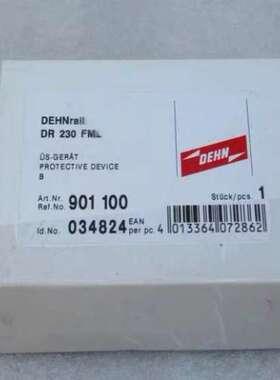 DEHNrail
DR 230 FML
DEHN
ÜS-GERÄT
PROTECTIVE DEVICE
B
Art.Nr.
Ref.No. 901 100
Stück/pcs. 1
Id.No. 034824 EAN per pc. 4 013364 072862